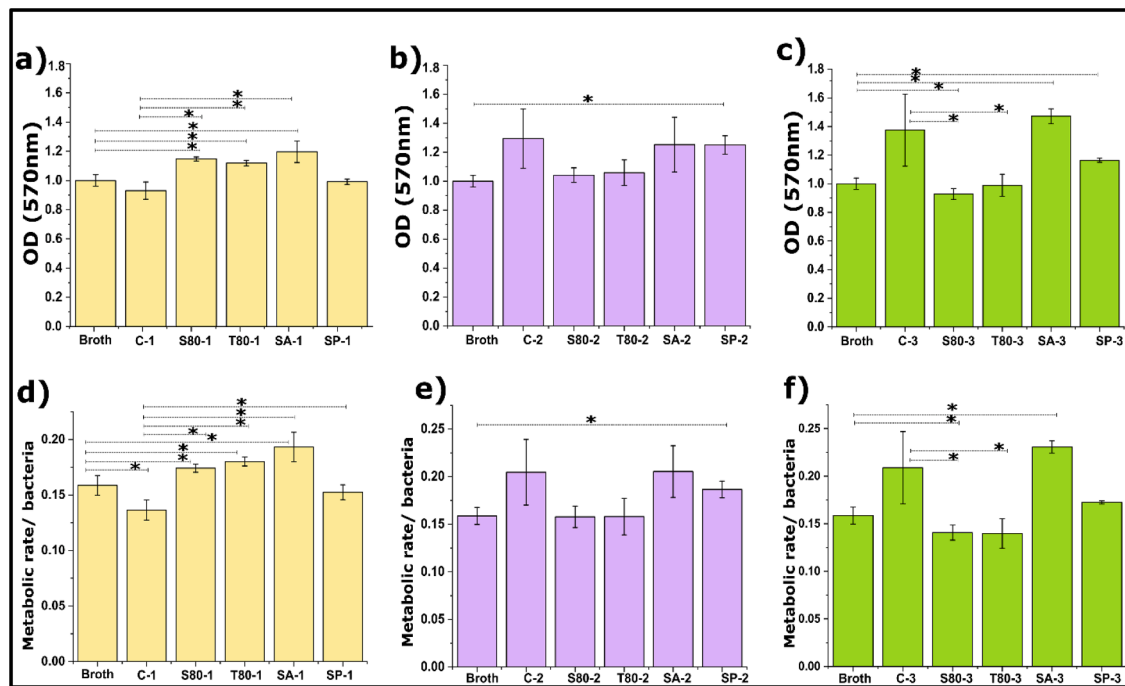 a)
OD (570nm)
1.8
1.6
1.4
1.2
1.0
0.8
0.6
0.4
0.2
0.0
* * * * * *
Broth C-1 S80-1 T80-1 SA-1 SP-1
b)
OD (570nm)
1.8
1.6
1.4
1.2
1.0
0.8
0.6
0.4
0.2
0.0
*
Broth C-2 S80-2 T80-2 SA-2 SP-2
c)
OD (570nm)
1.8
1.6
1.4
1.2
1.0
0.8
0.6
0.4
0.2
0.0
* * * * *
Broth C-3 S80-3 T80-3 SA-3 SP-3
d)
Metabolic rate/ bacteria
0.20
0.15
0.10
0.05
0.00
* * * * * * * *
Broth C-1 S80-1 T80-1 SA-1 SP-1
e)
Metabolic rate/ bacteria
0.25
0.20
0.15
0.10
0.05
0.00
*
Broth C-2 S80-2 T80-2 SA-2 SP-2
f)
Metabolic rate/ bacteria
0.25
0.20
0.15
0.10
0.05
0.00
* * * *
Broth C-3 S80-3 T80-3 SA-3 SP-3